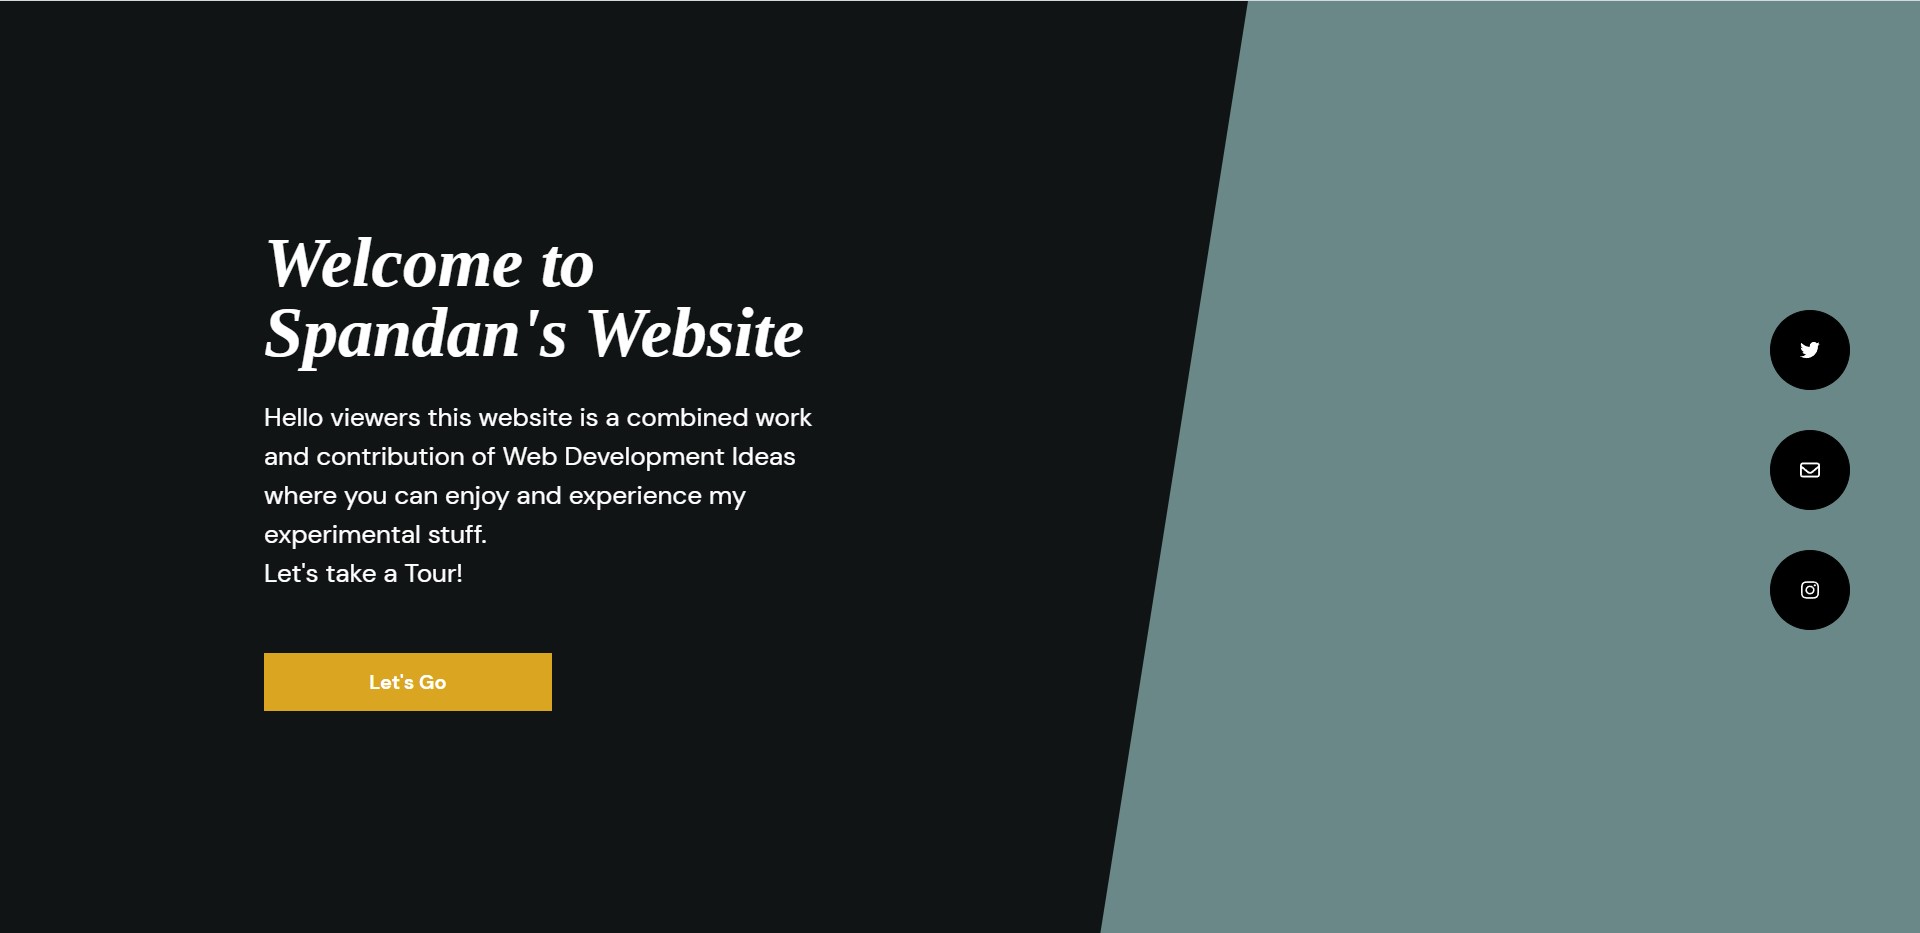 Welcome to
Spandan's Website
Hello viewers this website is a combined work
and contribution of Web Development Ideas
where you can enjoy and experience my
experimental stuff.
Let's take a Tour!
Let's Go